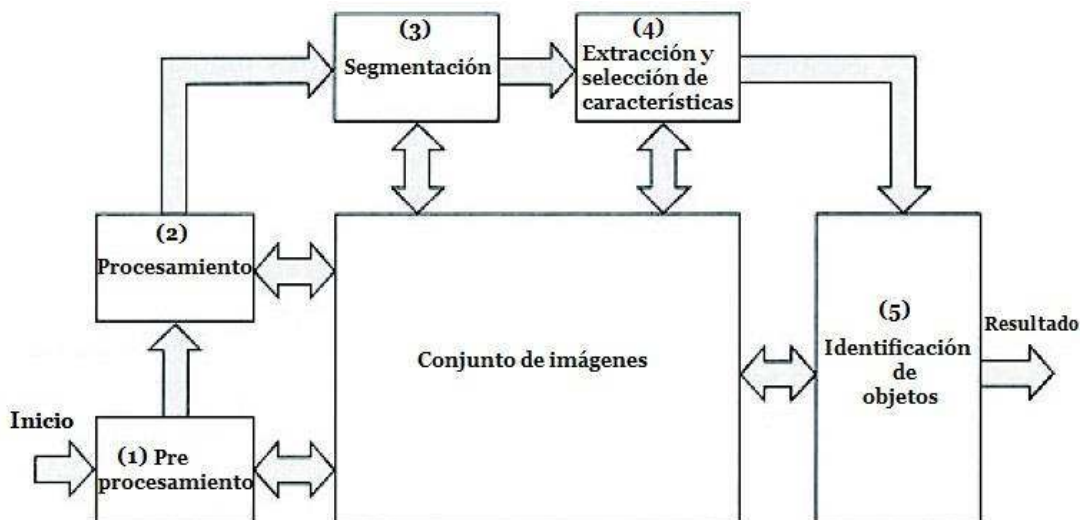 (3)
Segmentación
(4)
Extracción y
selección de
características
(2)
Procesamiento
Conjunto de imágenes
(5)
Identificación
de
objetos
Resultado
Inicio
(1) Pre
procesamiento